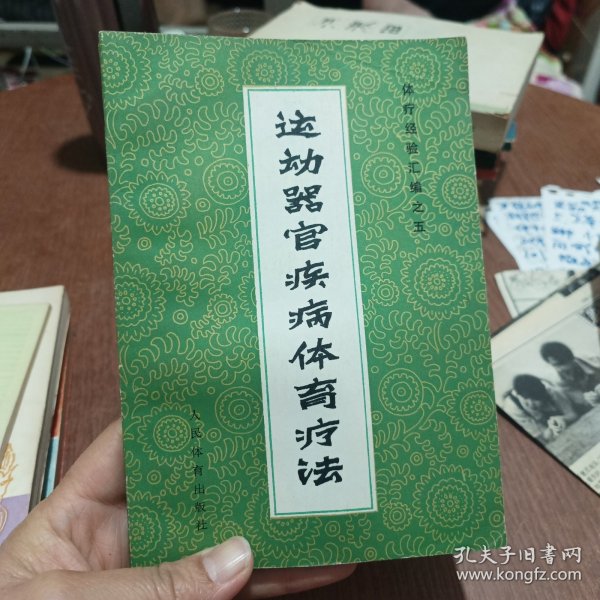 体疗经验汇编之五
运动器官疾病体育疗法
人民体育出版社
孔夫子旧书网
www.kongfz.com